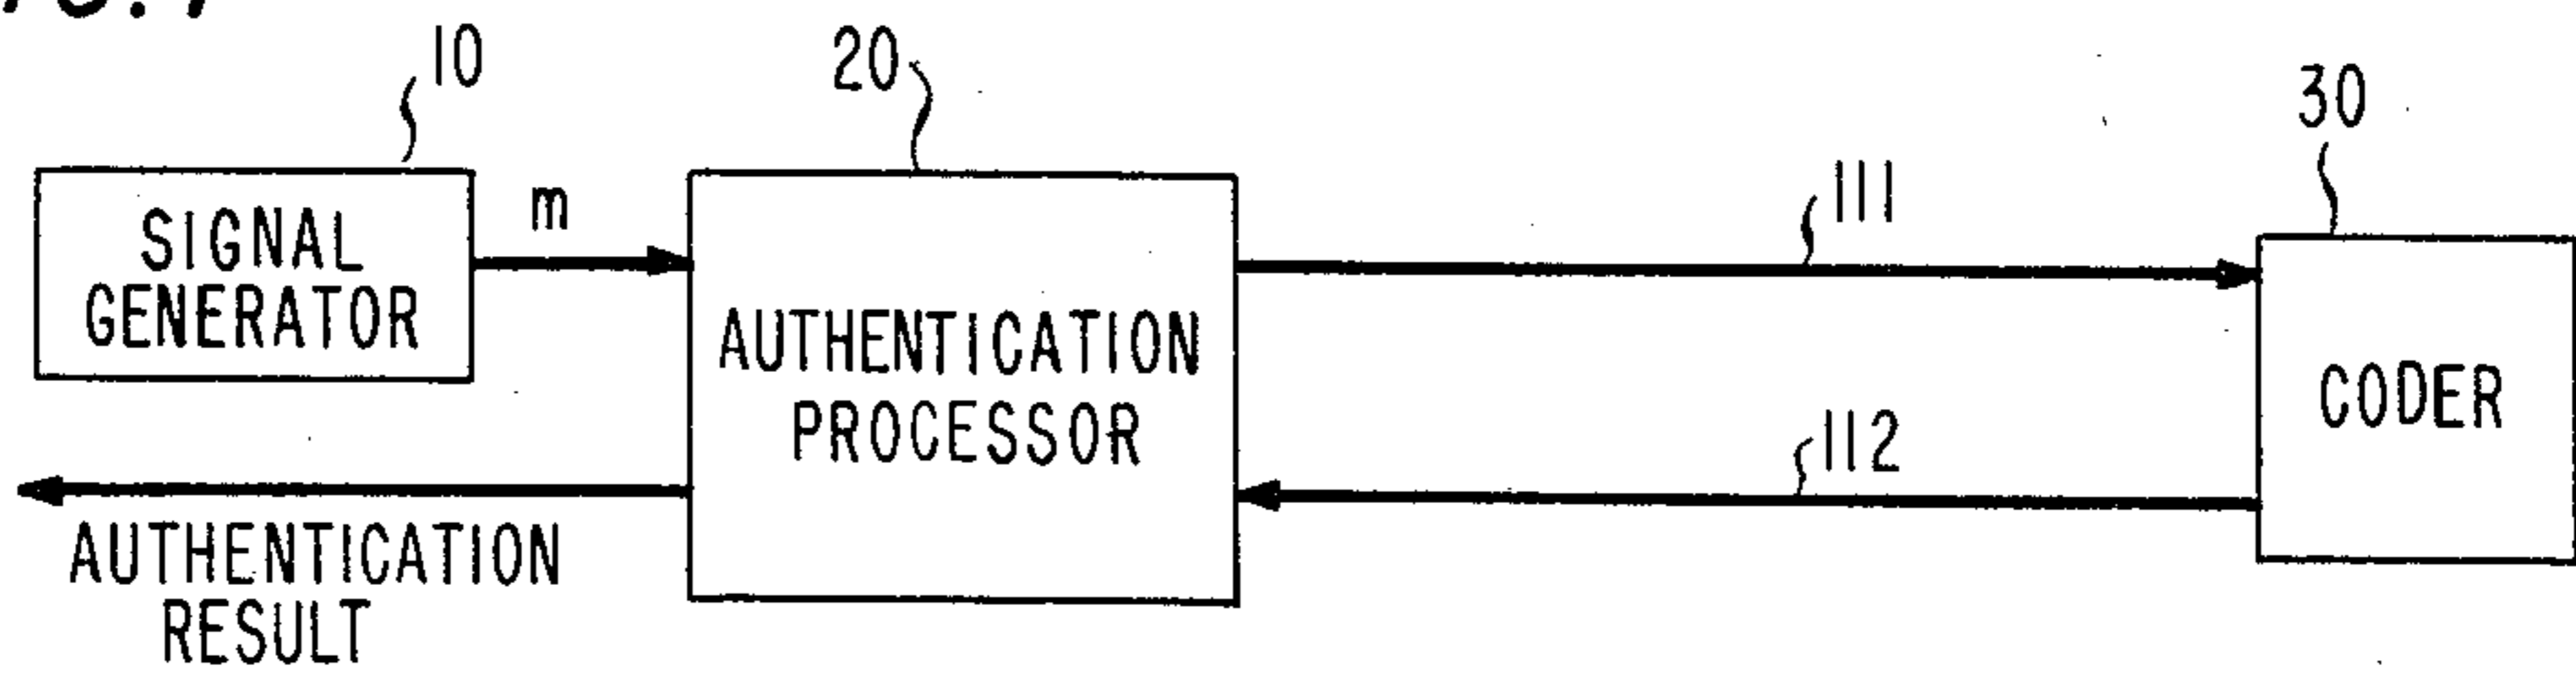 10
20
30
SIGNAL
GENERATOR
m
111
AUTHENTICATION
PROCESSOR
CODER
112
AUTHENTICATION
RESULT